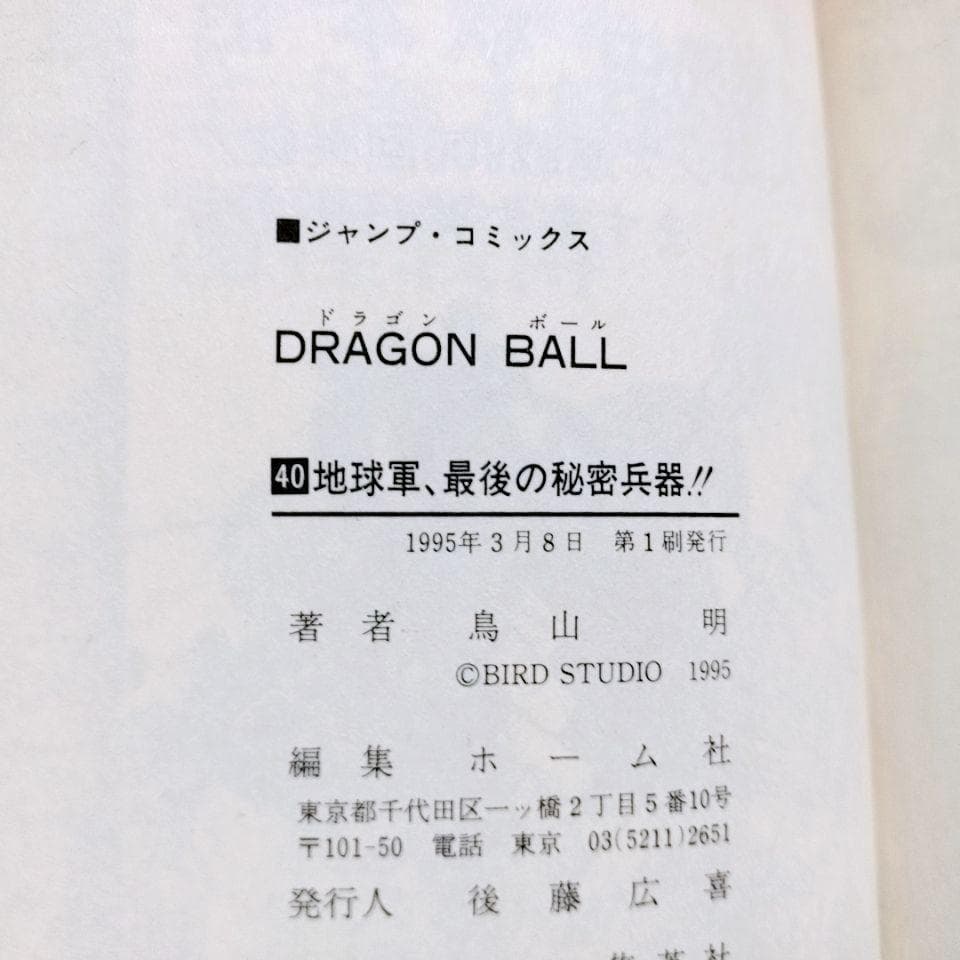 ■ジャンプ・コミックス
ドラゴン ボール
DRAGON BALL
40 地球軍、最後の秘密兵器!!
1995年3月8日 第1刷発行
著者 鳥山 明
©BIRD STUDIO 1995
編集 ホーム社
東京都千代田区一ッ橋2丁目5番10号
〒101-50 電話 東京 03(5211)2651
発行人 後藤広喜